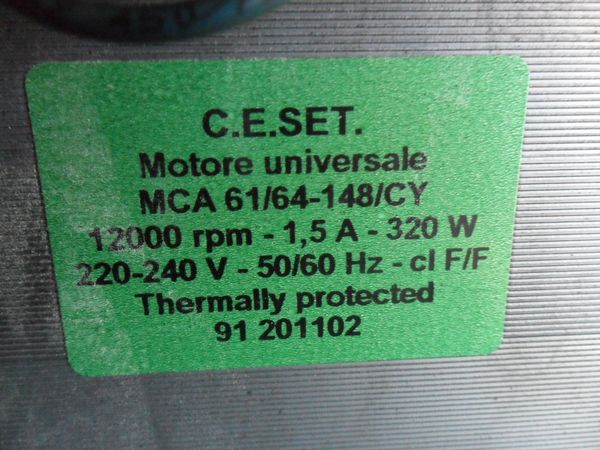 C.E.SET.
Motore universale
MCA 61/64-148/CY
12000 rpm - 1,5 A - 320 W
220-240 V - 50/60 Hz - cl F/F
Thermally protected
91 201102